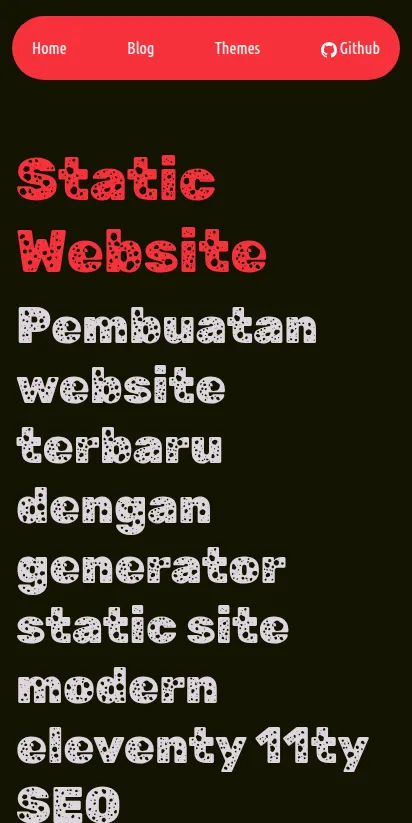 Home Blog Themes Github
Static
Website
Pembuatan
website
terbaru
dengan
generator
static site
modern
eleventy 11ty
SEO